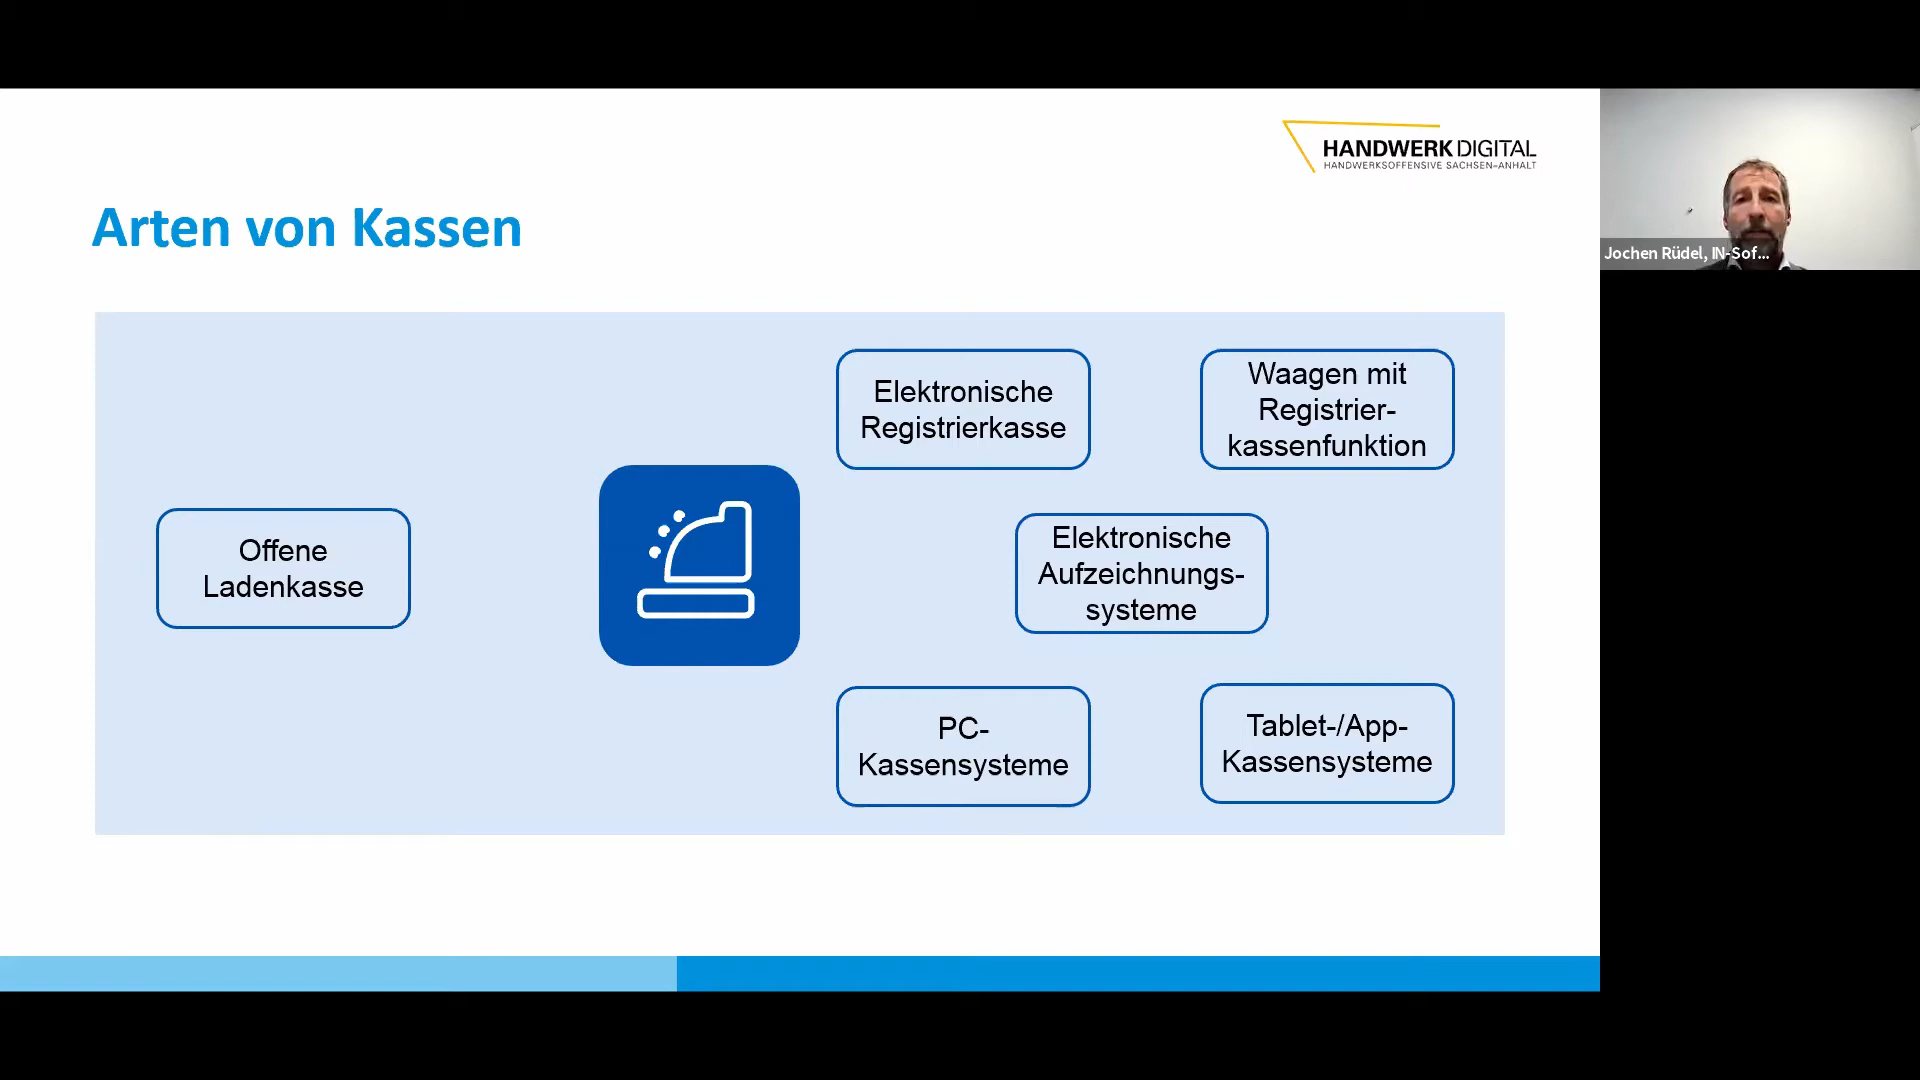 HANDWERK DIGITAL
HANDWERKSOFFENSIVE SACHSEN-ANHALT
Jochen Rüdel, IN-Sof...
Arten von Kassen
Offene
Ladenkasse
Elektronische
Registrierkasse
Waagen mit
Registrier-
kassenfunktion
Elektronische
Aufzeichnungs-
systeme
PC-
Kassensysteme
Tablet-/App-
Kassensysteme